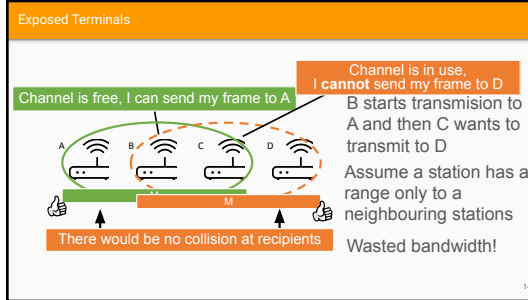 Exposed Terminals
Channel is in use,
I cannot send my frame to D
Channel is free, I can send my frame to A
B starts transmision to
A and then C wants to
transmit to D
A B C D
Assume a station has a
range only to a
neighbouring stations
M
There would be no collision at recipients
Wasted bandwidth!